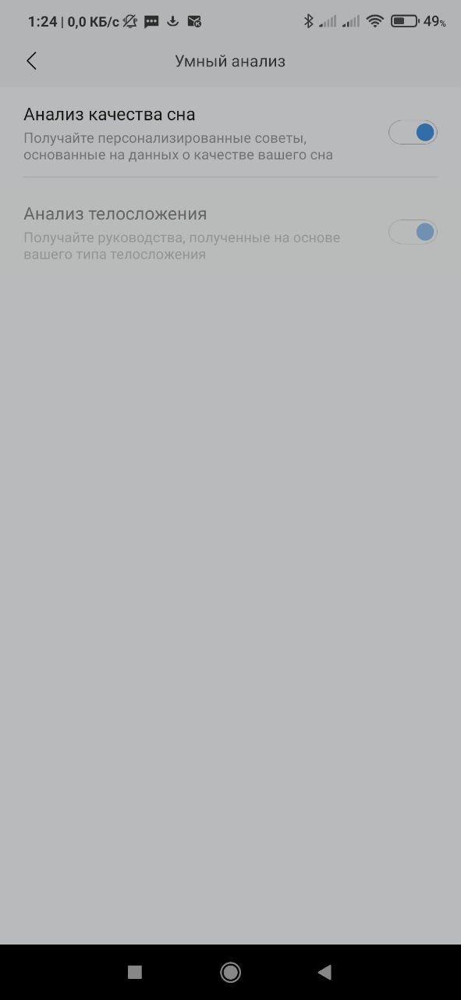 1:24 | 0,0 КБ/с 49%
Умный анализ
Анализ качества сна
Получайте персонализированные советы,
основанные на данных о качестве вашего сна
Анализ телосложения
Получайте руководства, полученные на основе
вашего типа телосложения